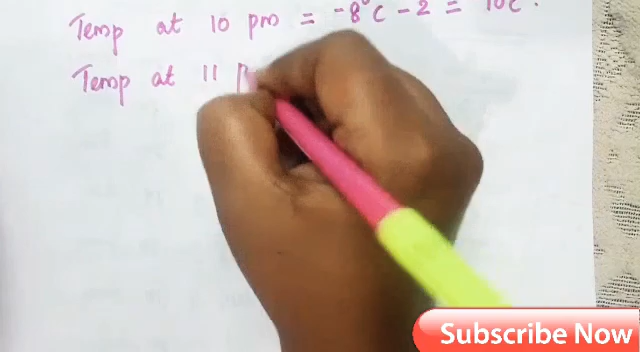 Temp at 10 pm = -8°C - 2 = 10°C.
Temp at 11 p
Subscribe Now